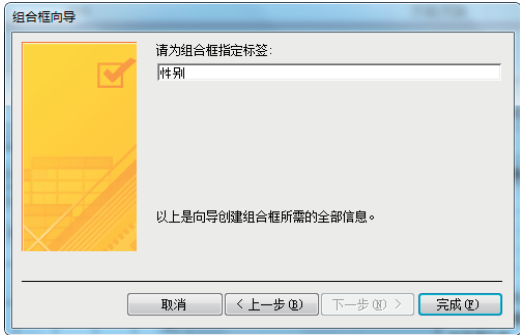 组合框向导
请为组合框指定标签:
性别
以上是向导创建组合框所需的全部信息。
取消
< 上一步(B)
下一步(N) >
完成(F)